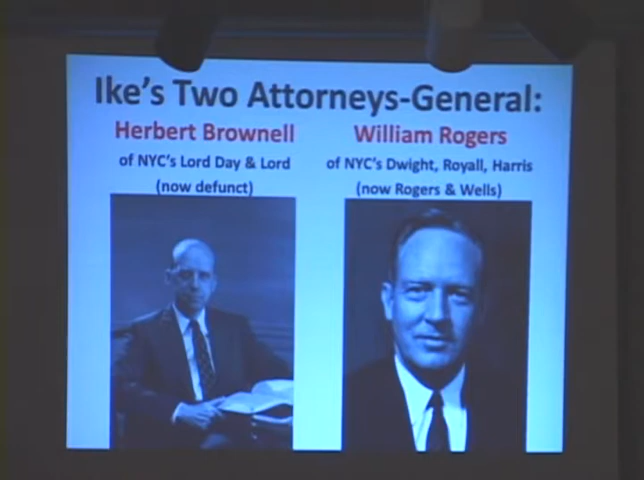 Ike's Two Attorneys-General:
Herbert Brownell
of NYC's Lord Day & Lord
(now defunct)
William Rogers
of NYC's Dwight, Royall, Harris
(now Rogers & Wells)